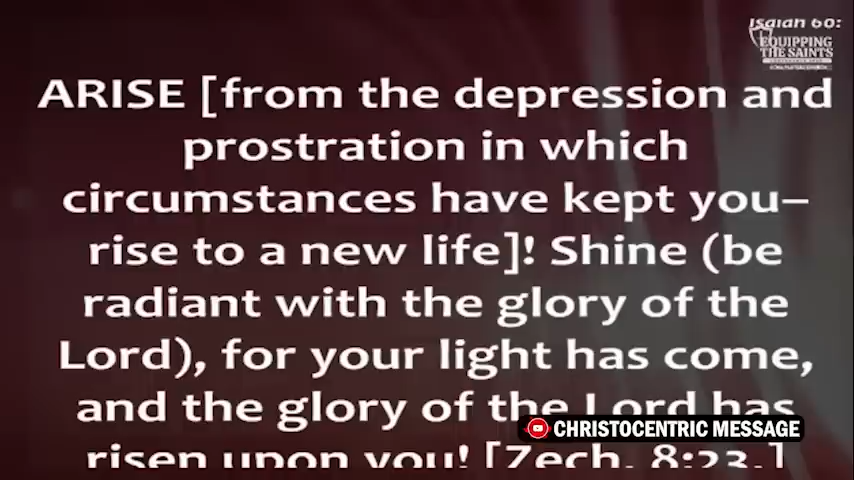 Isaiah 60:
EQUIPPING
THE SAINTS
ARISE [from the depression and
prostration in which
circumstances have kept you–
rise to a new life]! Shine (be
radiant with the glory of the
Lord), for your light has come,
and the glory of the Lord has
CHRISTOCENTRIC MESSAGE
risen upon you! [Zech. 8:23.]